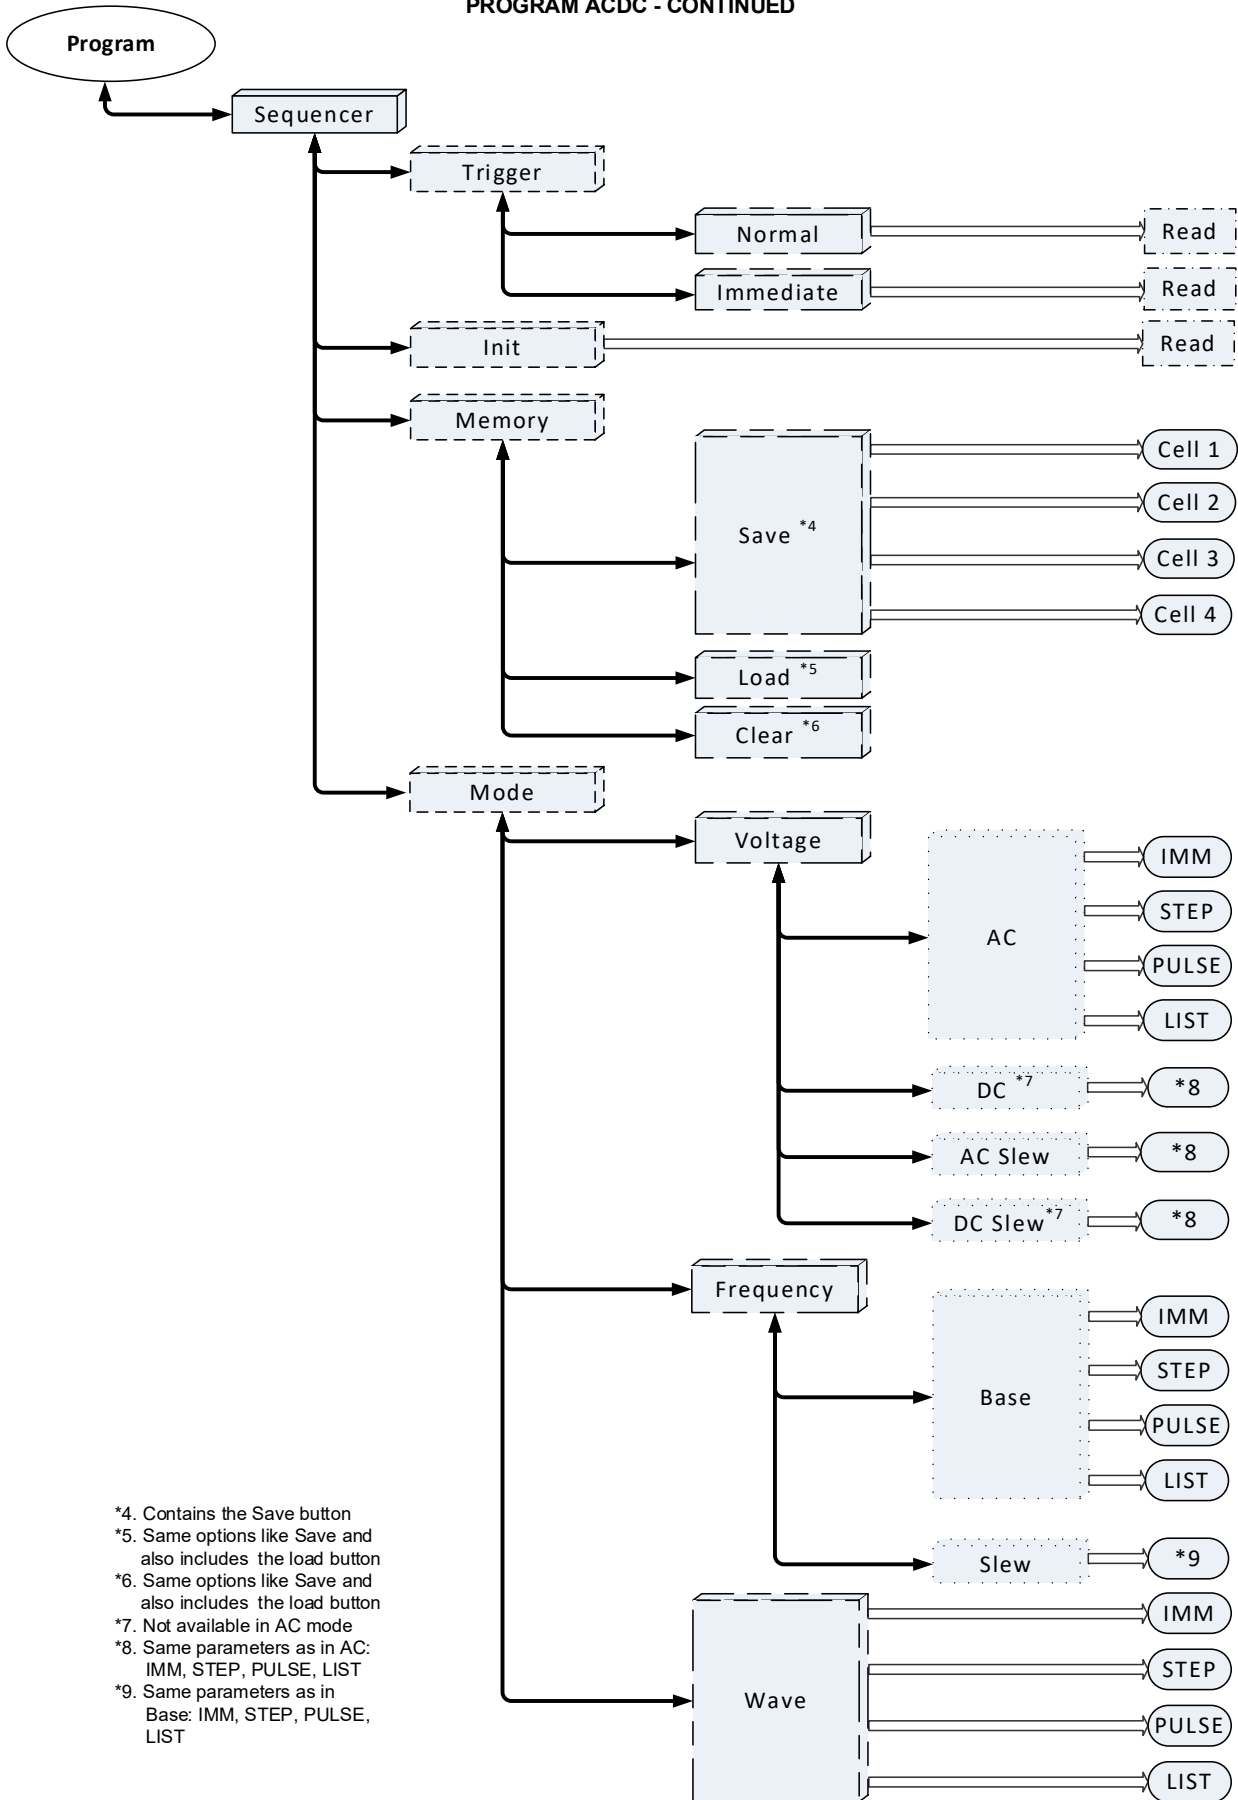 PROGRAM ACDC - CONTINUED
Program
Sequencer
Trigger
Normal
Read
Immediate
Read
Init
Read
Memory
Save *4
Cell 1
Cell 2
Cell 3
Cell 4
Load *5
Clear *6
Mode
Voltage
AC
IMM
STEP
PULSE
LIST
DC *7
*8
AC Slew
*8
DC Slew *7
*8
Frequency
Base
IMM
STEP
PULSE
LIST
Slew
*9
Wave
IMM
STEP
PULSE
LIST
*4. Contains the Save button
*5. Same options like Save and
also includes the load button
*6. Same options like Save and
also includes the load button
*7. Not available in AC mode
*8. Same parameters as in AC:
IMM, STEP, PULSE, LIST
*9. Same parameters as in
Base: IMM, STEP, PULSE,
LIST